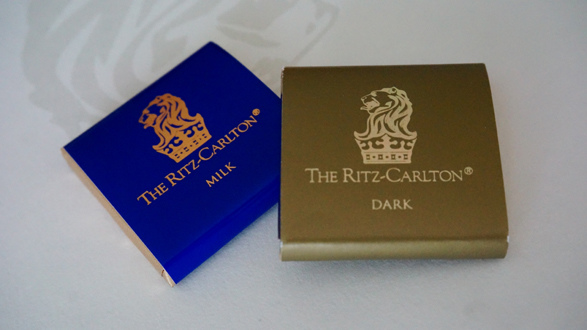 THE RITZ-CARLTON®
MILK
THE RITZ-CARLTON®
DARK